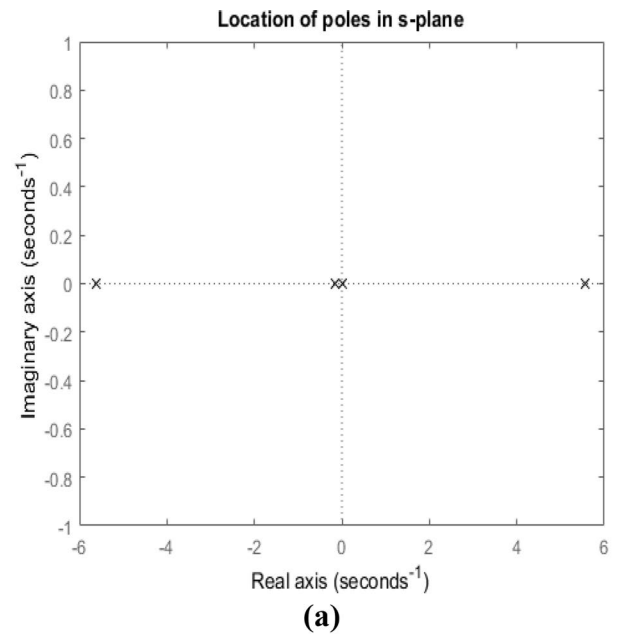 Location of poles in s-plane
1
0.8
0.6
0.4
0.2
0
-0.2
-0.4
-0.6
-0.8
-1
Imaginary axis (seconds⁻¹)
-6 -4 -2 0 2 4 6
Real axis (seconds⁻¹)
(a)